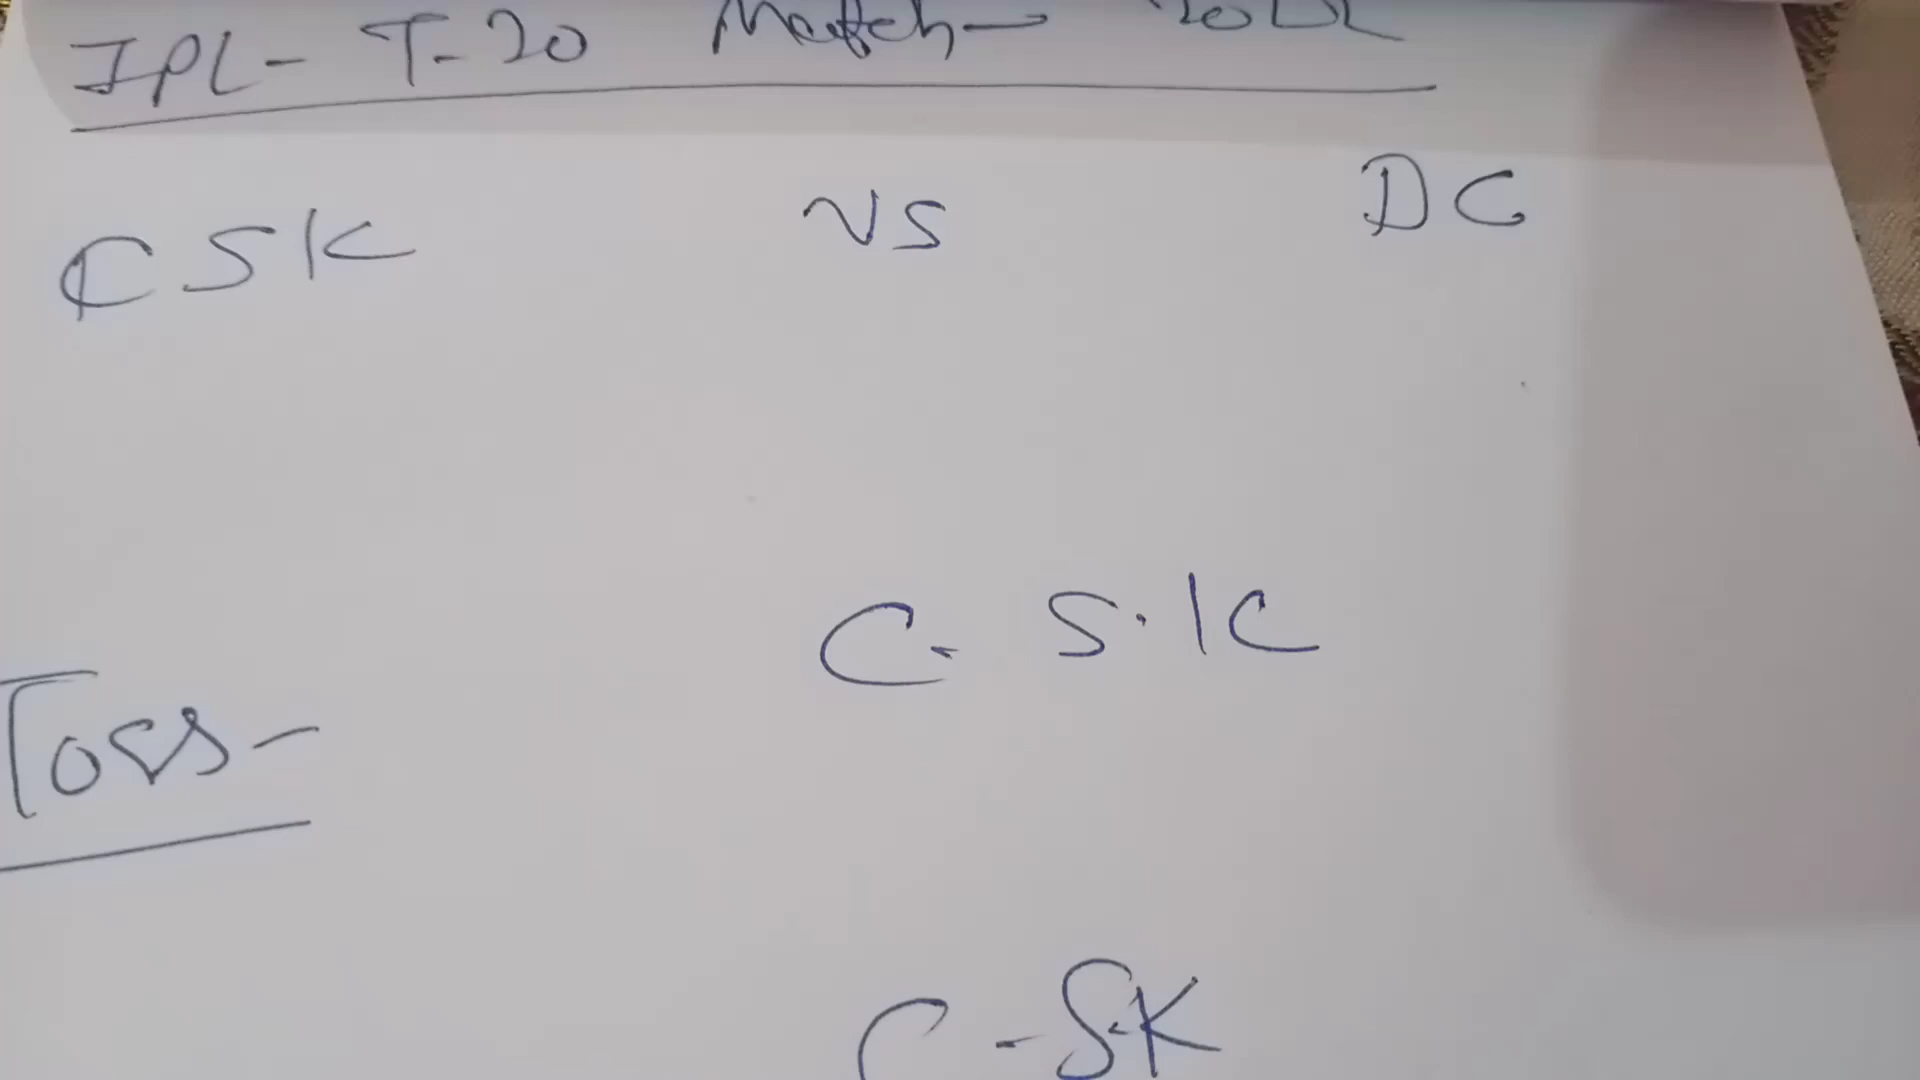 IPL- T-20 Match-
CSK VS DC
C. S.K
Toss-
C-SK